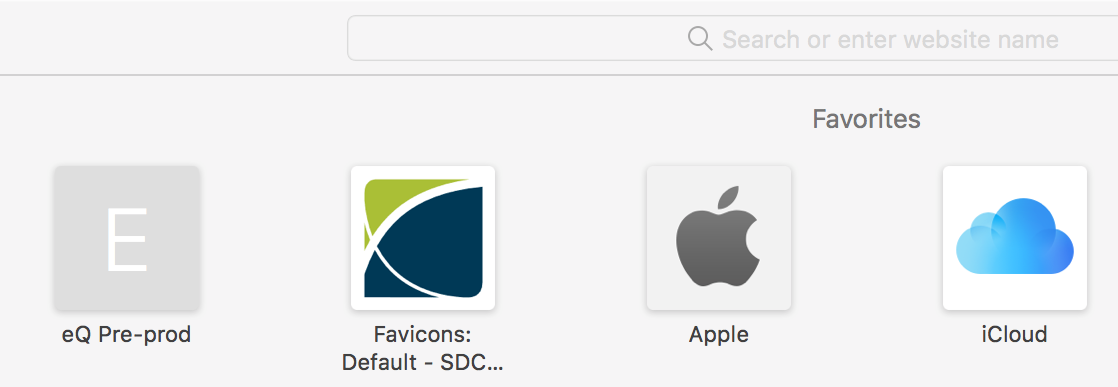 Search or enter website name
Favorites
E
eQ Pre-prod
Favicons:
Default - SDC...
Apple
iCloud